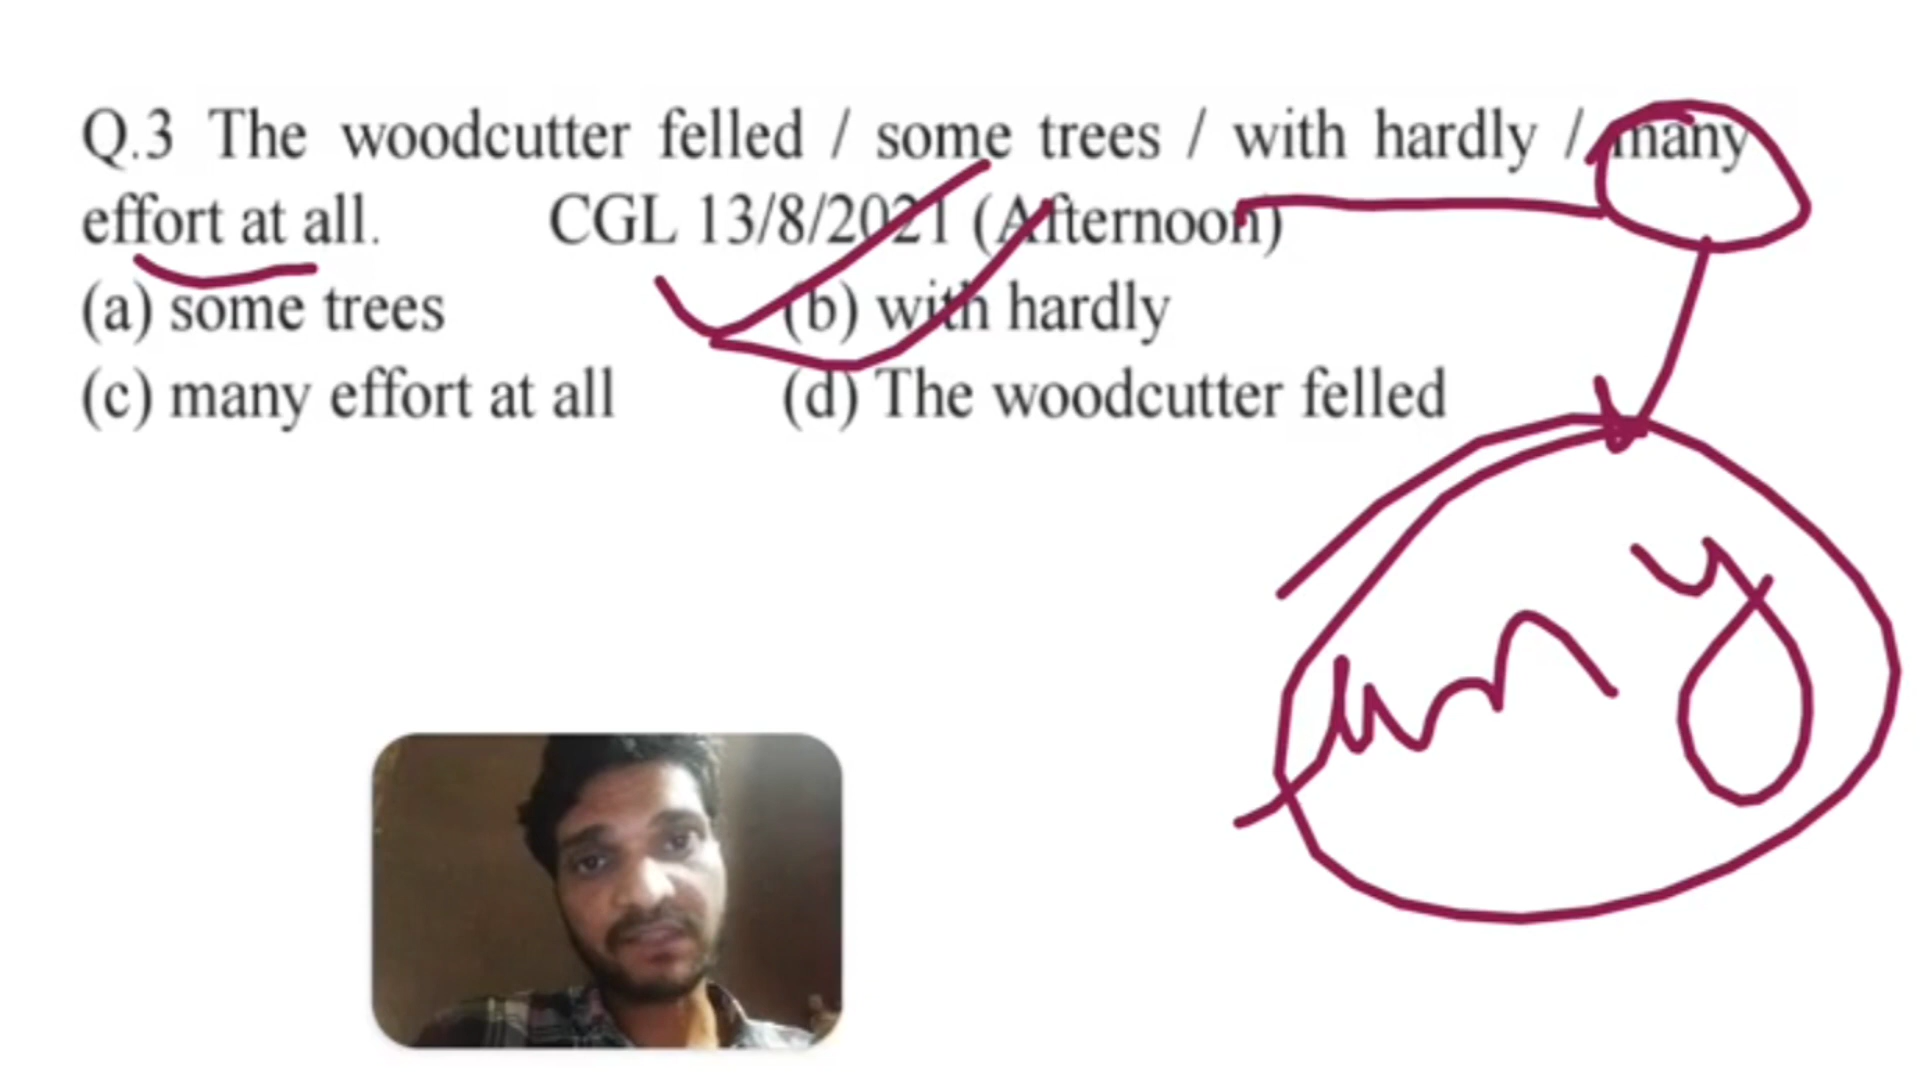 Q.3 The woodcutter felled / some trees / with hardly / many
effort at all. CGL 13/8/2021 (Afternoon)
(a) some trees (b) with hardly
(c) many effort at all (d) The woodcutter felled
any